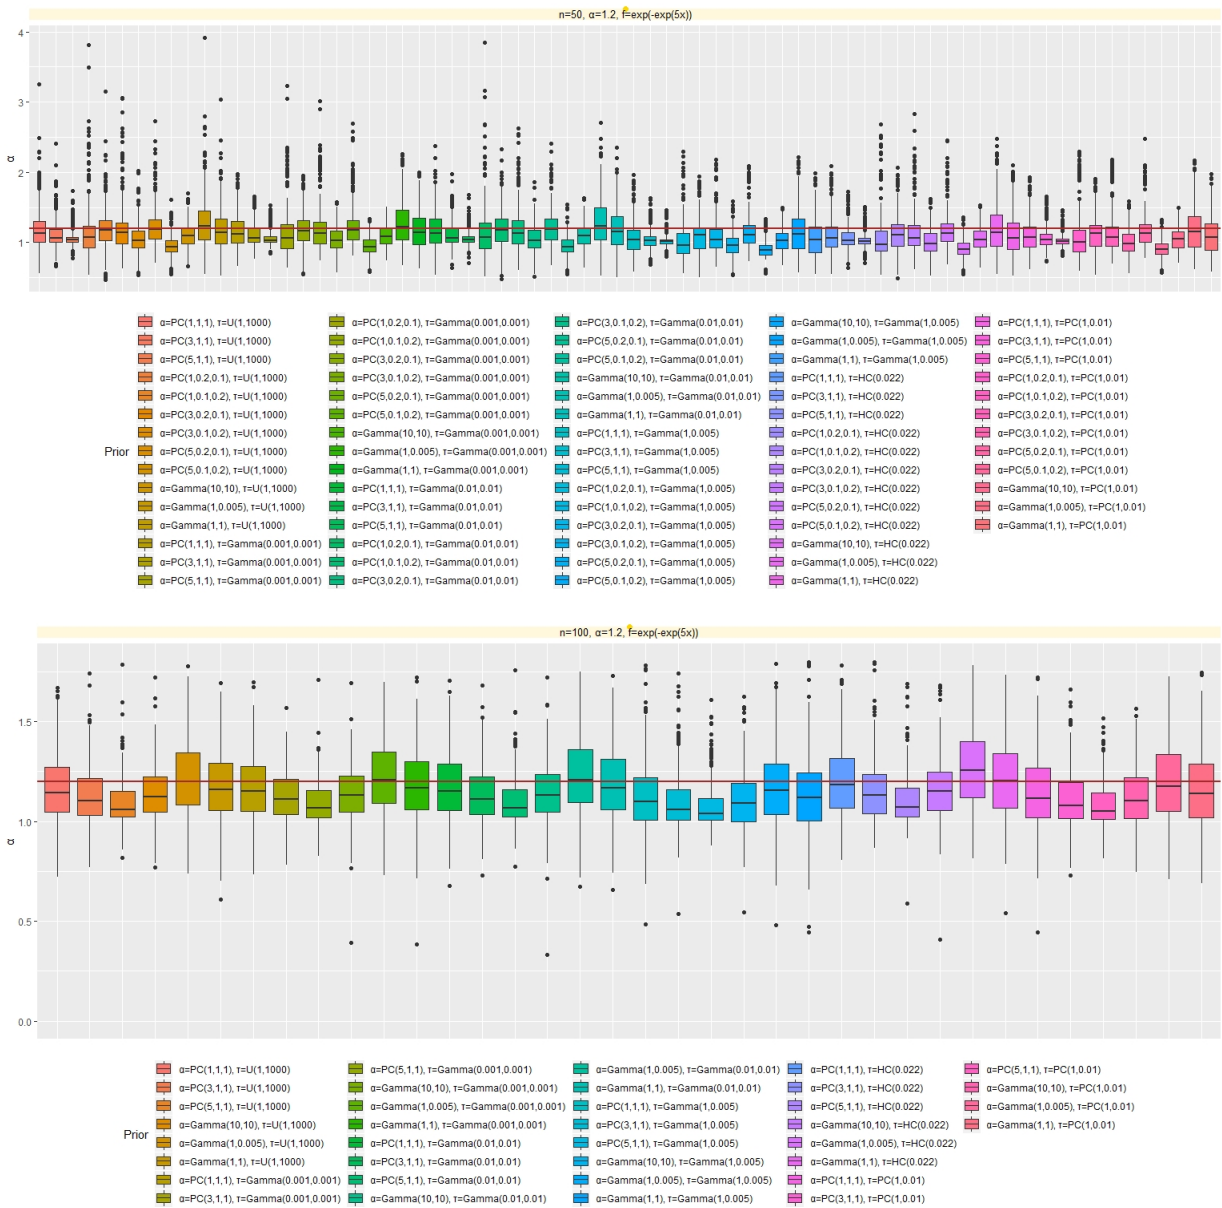 n=50, α=1.2, f=exp(-exp(5x))
4
3
2
1
α
Prior
α=PC(1,1,1), τ=U(1,1000)
α=PC(3,1,1), τ=U(1,1000)
α=PC(5,1,1), τ=U(1,1000)
α=PC(1,0.2,0.1), τ=U(1,1000)
α=PC(1,0.1,0.2), τ=U(1,1000)
α=PC(3,0.2,0.1), τ=U(1,1000)
α=PC(3,0.1,0.2), τ=U(1,1000)
α=PC(5,0.2,0.1), τ=U(1,1000)
α=PC(5,0.1,0.2), τ=U(1,1000)
α=Gamma(10,10), τ=U(1,1000)
α=Gamma(1,0.005), τ=U(1,1000)
α=Gamma(1,1), τ=U(1,1000)
α=PC(1,1,1), τ=Gamma(0.001,0.001)
α=PC(3,1,1), τ=Gamma(0.001,0.001)
α=PC(5,1,1), τ=Gamma(0.001,0.001)
α=PC(1,0.2,0.1), τ=Gamma(0.001,0.001)
α=PC(1,0.1,0.2), τ=Gamma(0.001,0.001)
α=PC(3,0.2,0.1), τ=Gamma(0.001,0.001)
α=PC(3,0.1,0.2), τ=Gamma(0.001,0.001)
α=PC(5,0.2,0.1), τ=Gamma(0.001,0.001)
α=PC(5,0.1,0.2), τ=Gamma(0.001,0.001)
α=Gamma(10,10), τ=Gamma(0.001,0.001)
α=Gamma(1,0.005), τ=Gamma(0.001,0.001)
α=Gamma(1,1), τ=Gamma(0.001,0.001)
α=PC(1,1,1), τ=Gamma(0.01,0.01)
α=PC(3,1,1), τ=Gamma(0.01,0.01)
α=PC(5,1,1), τ=Gamma(0.01,0.01)
α=PC(1,0.2,0.1), τ=Gamma(0.01,0.01)
α=PC(1,0.1,0.2), τ=Gamma(0.01,0.01)
α=PC(3,0.2,0.1), τ=Gamma(0.01,0.01)
α=PC(3,0.1,0.2), τ=Gamma(0.01,0.01)
α=PC(5,0.2,0.1), τ=Gamma(0.01,0.01)
α=PC(5,0.1,0.2), τ=Gamma(0.01,0.01)
α=Gamma(10,10), τ=Gamma(0.01,0.01)
α=Gamma(1,0.005), τ=Gamma(0.01,0.01)
α=Gamma(1,1), τ=Gamma(0.01,0.01)
α=PC(1,1,1), τ=Gamma(1,0.005)
α=PC(3,1,1), τ=Gamma(1,0.005)
α=PC(5,1,1), τ=Gamma(1,0.005)
α=PC(1,0.2,0.1), τ=Gamma(1,0.005)
α=PC(1,0.1,0.2), τ=Gamma(1,0.005)
α=PC(3,0.2,0.1), τ=Gamma(1,0.005)
α=PC(3,0.1,0.2), τ=Gamma(1,0.005)
α=PC(5,0.2,0.1), τ=Gamma(1,0.005)
α=PC(5,0.1,0.2), τ=Gamma(1,0.005)
α=Gamma(10,10), τ=Gamma(1,0.005)
α=Gamma(1,0.005), τ=Gamma(1,0.005)
α=Gamma(1,1), τ=Gamma(1,0.005)
α=PC(1,1,1), τ=HC(0.022)
α=PC(3,1,1), τ=HC(0.022)
α=PC(5,1,1), τ=HC(0.022)
α=PC(1,0.2,0.1), τ=HC(0.022)
α=PC(1,0.1,0.2), τ=HC(0.022)
α=PC(3,0.2,0.1), τ=HC(0.022)
α=PC(3,0.1,0.2), τ=HC(0.022)
α=PC(5,0.2,0.1), τ=HC(0.022)
α=PC(5,0.1,0.2), τ=HC(0.022)
α=Gamma(10,10), τ=HC(0.022)
α=Gamma(1,0.005), τ=HC(0.022)
α=Gamma(1,1), τ=HC(0.022)
α=PC(1,1,1), τ=PC(1,0.01)
α=PC(3,1,1), τ=PC(1,0.01)
α=PC(5,1,1), τ=PC(1,0.01)
α=PC(1,0.2,0.1), τ=PC(1,0.01)
α=PC(1,0.1,0.2), τ=PC(1,0.01)
α=PC(3,0.2,0.1), τ=PC(1,0.01)
α=PC(3,0.1,0.2), τ=PC(1,0.01)
α=PC(5,0.2,0.1), τ=PC(1,0.01)
α=PC(5,0.1,0.2), τ=PC(1,0.01)
α=Gamma(10,10), τ=PC(1,0.01)
α=Gamma(1,0.005), τ=PC(1,0.01)
α=Gamma(1,1), τ=PC(1,0.01)
n=100, α=1.2, f=exp(-exp(5x))
1.5
1.0
0.5
0.0
α
Prior
α=PC(1,1,1), τ=U(1,1000)
α=PC(3,1,1), τ=U(1,1000)
α=PC(5,1,1), τ=U(1,1000)
α=Gamma(10,10), τ=U(1,1000)
α=Gamma(1,0.005), τ=U(1,1000)
α=Gamma(1,1), τ=U(1,1000)
α=PC(1,1,1), τ=Gamma(0.001,0.001)
α=PC(3,1,1), τ=Gamma(0.001,0.001)
α=PC(5,1,1), τ=Gamma(0.001,0.001)
α=Gamma(10,10), τ=Gamma(0.001,0.001)
α=Gamma(1,0.005), τ=Gamma(0.001,0.001)
α=Gamma(1,1), τ=Gamma(0.001,0.001)
α=PC(1,1,1), τ=Gamma(0.01,0.01)
α=PC(3,1,1), τ=Gamma(0.01,0.01)
α=PC(5,1,1), τ=Gamma(0.01,0.01)
α=Gamma(10,10), τ=Gamma(0.01,0.01)
α=Gamma(1,0.005), τ=Gamma(0.01,0.01)
α=Gamma(1,1), τ=Gamma(0.01,0.01)
α=PC(1,1,1), τ=Gamma(1,0.005)
α=PC(3,1,1), τ=Gamma(1,0.005)
α=PC(5,1,1), τ=Gamma(1,0.005)
α=Gamma(10,10), τ=Gamma(1,0.005)
α=Gamma(1,0.005), τ=Gamma(1,0.005)
α=Gamma(1,1), τ=Gamma(1,0.005)
α=PC(1,1,1), τ=HC(0.022)
α=PC(3,1,1), τ=HC(0.022)
α=PC(5,1,1), τ=HC(0.022)
α=Gamma(10,10), τ=HC(0.022)
α=Gamma(1,0.005), τ=HC(0.022)
α=Gamma(1,1), τ=HC(0.022)
α=PC(1,1,1), τ=PC(1,0.01)
α=PC(3,1,1), τ=PC(1,0.01)
α=PC(5,1,1), τ=PC(1,0.01)
α=Gamma(10,10), τ=PC(1,0.01)
α=Gamma(1,0.005), τ=PC(1,0.01)
α=Gamma(1,1), τ=PC(1,0.01)